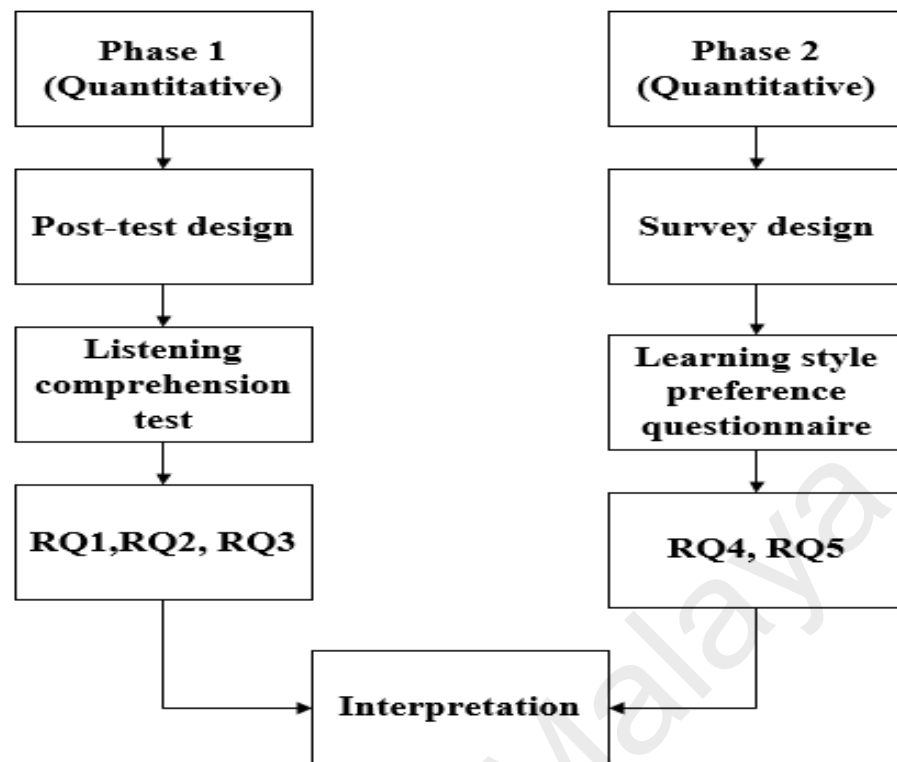 Phase 1
(Quantitative)
Post-test design
Listening
comprehension
test
RQ1,RQ2, RQ3
Phase 2
(Quantitative)
Survey design
Learning style
preference
questionnaire
RQ4, RQ5
Interpretation
Malaya